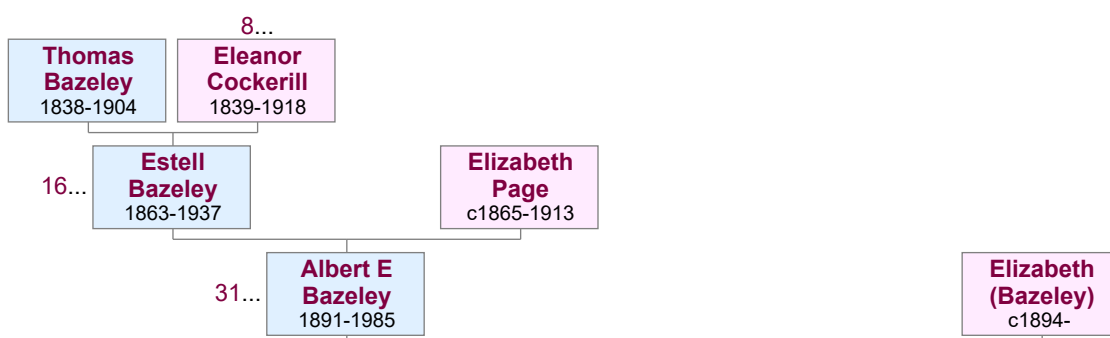 8...
Thomas
Bazeley
1838-1904
Eleanor
Cockerill
1839-1918
16...
Estell
Bazeley
1863-1937
Elizabeth
Page
c1865-1913
31...
Albert E
Bazeley
1891-1985
Elizabeth
(Bazeley)
c1894-